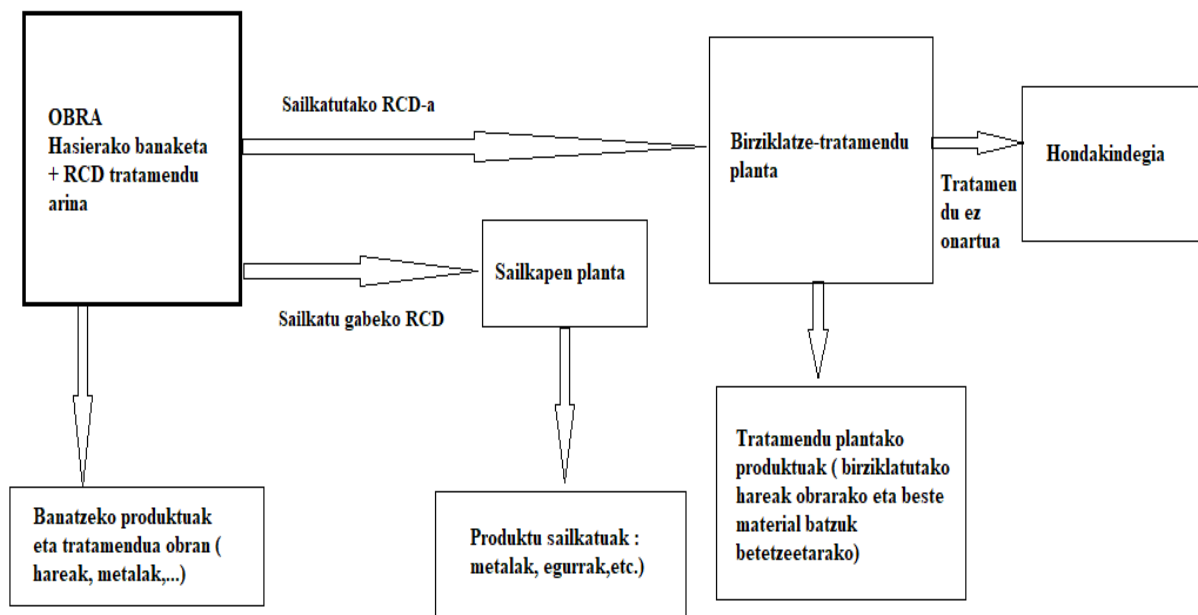 OBRA
Hasierako banaketa
+ RCD tratamendu
arina
Sailkatutako RCD-a
Birziklatze-tratamendu
planta
Hondakindegia
Tratamen
du ez
onartua
Sailkapen planta
Sailkatu gabeko RCD
Banatzeko produktuak
eta tratamendua obran (
hareak, metalak,...)
Produktu sailkatuak :
metalak, egurrak,etc.)
Tratamendu plantako
produktuak ( birziklatutako
hareak obrarako eta beste
material batzuk
betetzeetarako)